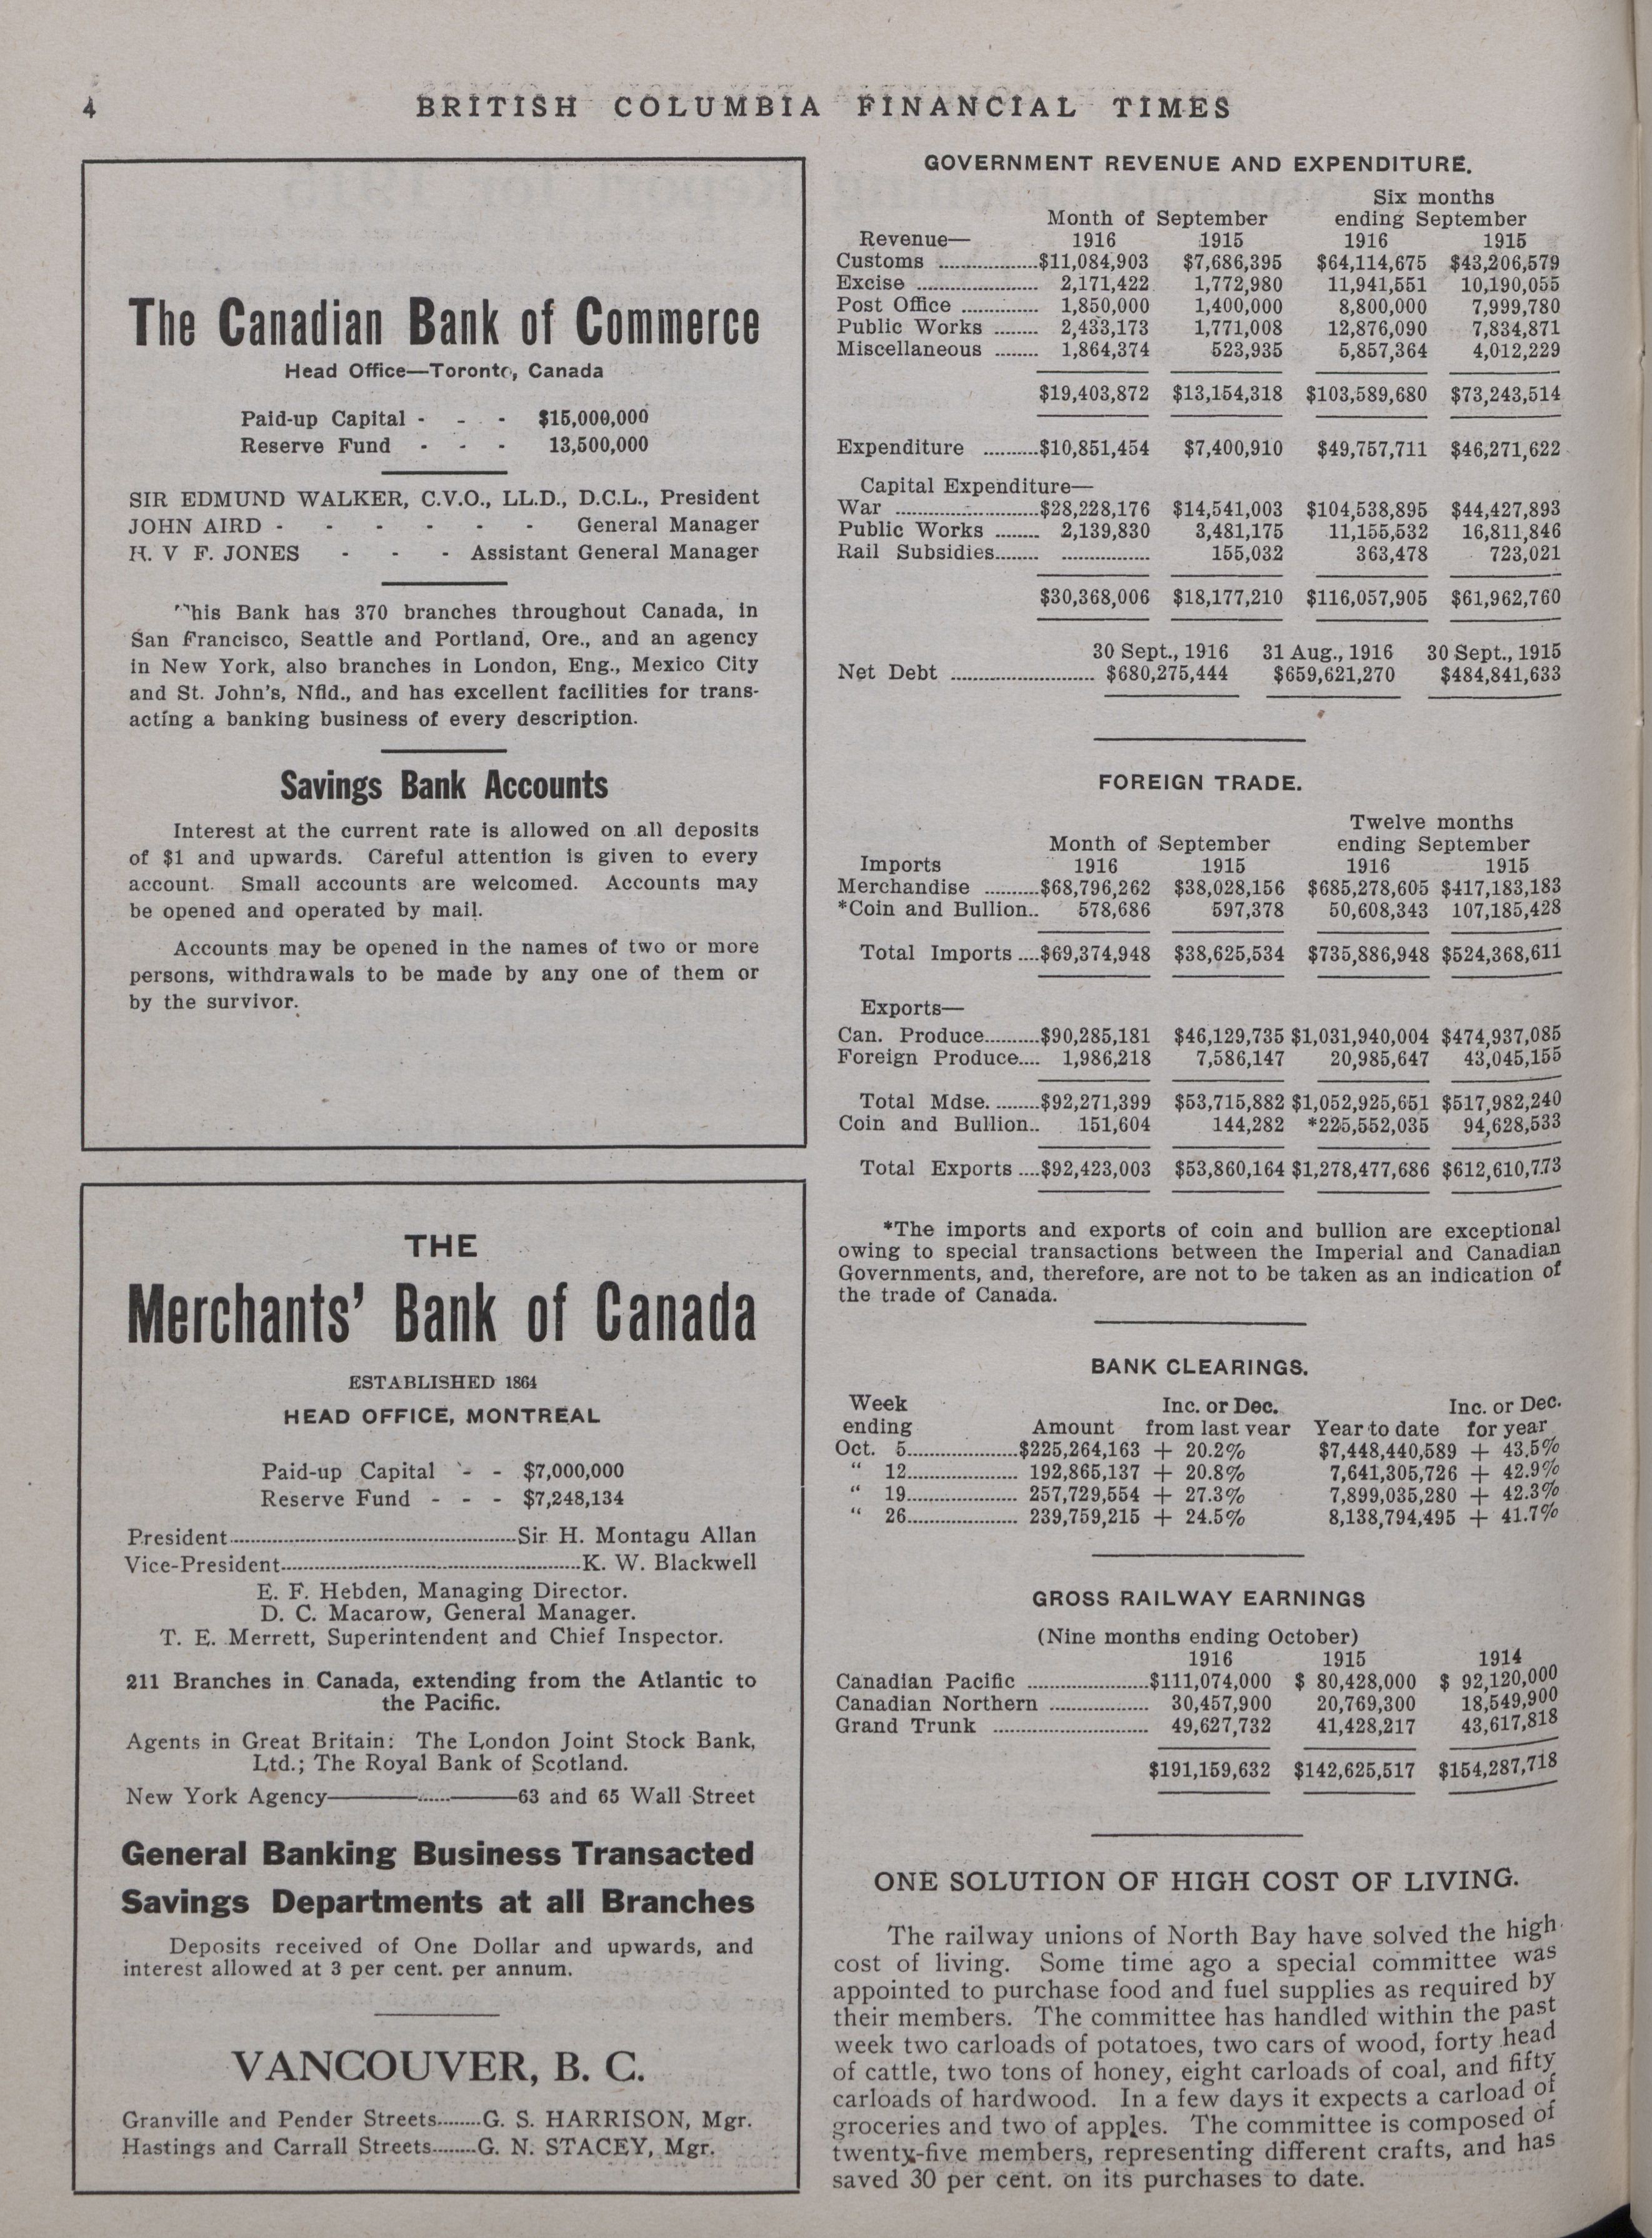 4
BRITISH COLUMBIA FINANCIAL TIMES
The Canadian Bank of Commerce
Head Office—Toronto, Canada
Paid-up Capital - - - $15,000,000
Reserve Fund - - - 13,500,000
SIR EDMUND WALKER, C.V.O., LL.D., D.C.L., President
JOHN AIRD - - - - - - General Manager
H. V F. JONES - - - Assistant General Manager
This Bank has 370 branches throughout Canada, in
San Francisco, Seattle and Portland, Ore., and an agency
in New York, also branches in London, Eng., Mexico City
and St. John's, Nfld., and has excellent facilities for trans-
acting a banking business of every description.
Savings Bank Accounts
Interest at the current rate is allowed on all deposits
of $1 and upwards. Careful attention is given to every
account. Small accounts are welcomed. Accounts may
be opened and operated by mail.
Accounts may be opened in the names of two or more
persons, withdrawals to be made by any one of them or
by the survivor.
THE
Merchants' Bank of Canada
ESTABLISHED 1864
HEAD OFFICE, MONTREAL
Paid-up Capital - - $7,000,000
Reserve Fund - - - $7,248,134
President..........Sir H. Montagu Allan
Vice-President..........K. W. Blackwell
E. F. Hebden, Managing Director.
D. C. Macarow, General Manager.
T. E. Merrett, Superintendent and Chief Inspector.
211 Branches in Canada, extending from the Atlantic to
the Pacific.
Agents in Great Britain: The London Joint Stock Bank,
Ltd.; The Royal Bank of Scotland.
New York Agency———......———63 and 65 Wall Street
General Banking Business Transacted
Savings Departments at all Branches
Deposits received of One Dollar and upwards, and
interest allowed at 3 per cent. per annum.
VANCOUVER, B. C.
Granville and Pender Streets........G. S. HARRISON, Mgr.
Hastings and Carrall Streets........G. N. STACEY, Mgr.
GOVERNMENT REVENUE AND EXPENDITURE.
Six months
Month of September ending September
Revenue— 1916 1915 1916 1915
Customs ..........$11,084,903 $7,686,395 $64,114,675 $43,206,579
Excise .......... 2,171,422 1,772,980 11,941,551 10,190,055
Post Office .......... 1,850,000 1,400,000 8,800,000 7,999,780
Public Works ........ 2,433,173 1,771,008 12,876,090 7,834,871
Miscellaneous ........ 1,864,374 523,935 5,857,364 4,012,229
$19,403,872 $13,154,318 $103,589,680 $73,243,514
Expenditure ..........$10,851,454 $7,400,910 $49,757,711 $46,271,622
Capital Expenditure—
War ..........$28,228,176 $14,541,003 $104,538,895 $44,427,893
Public Works ........ 2,139,830 3,481,175 11,155,532 16,811,846
Rail Subsidies........ .......... 155,032 363,478 723,021
$30,368,006 $18,177,210 $116,057,905 $61,962,760
30 Sept., 1916 31 Aug., 1916 30 Sept., 1915
Net Debt .......... $680,275,444 $659,621,270 $484,841,633
FOREIGN TRADE.
Twelve months
Month of September ending September
Imports 1916 1915 1916 1915
Merchandise ..........$68,796,262 $38,028,156 $685,278,605 $417,183,183
*Coin and Bullion.. 578,686 597,378 50,608,343 107,185,428
Total Imports ....$69,374,948 $38,625,534 $735,886,948 $524,368,611
Exports—
Can. Produce..........$90,285,181 $46,129,735 $1,031,940,004 $474,937,085
Foreign Produce.... 1,986,218 7,586,147 20,985,647 43,045,155
Total Mdse. ........$92,271,399 $53,715,882 $1,052,925,651 $517,982,240
Coin and Bullion.. 151,604 144,282 *225,552,035 94,628,533
Total Exports ....$92,423,003 $53,860,164 $1,278,477,686 $612,610,773
*The imports and exports of coin and bullion are exceptional
owing to special transactions between the Imperial and Canadian
Governments, and, therefore, are not to be taken as an indication of
the trade of Canada.
BANK CLEARINGS.
Week Inc. or Dec. Inc. or Dec.
ending Amount from last year Year to date for year
Oct. 5..........$225,264,163 + 20.2% $7,448,440,589 + 43.5%
" 12.......... 192,865,137 + 20.8% 7,641,305,726 + 42.9%
" 19.......... 257,729,554 + 27.3% 7,899,035,280 + 42.3%
" 26.......... 239,759,215 + 24.5% 8,138,794,495 + 41.7%
GROSS RAILWAY EARNINGS
(Nine months ending October)
1916 1915 1914
Canadian Pacific ..........$111,074,000 $ 80,428,000 $ 92,120,000
Canadian Northern .......... 30,457,900 20,769,300 18,549,900
Grand Trunk .......... 49,627,732 41,428,217 43,617,818
$191,159,632 $142,625,517 $154,287,718
ONE SOLUTION OF HIGH COST OF LIVING.
The railway unions of North Bay have solved the high
cost of living. Some time ago a special committee was
appointed to purchase food and fuel supplies as required by
their members. The committee has handled within the past
week two carloads of potatoes, two cars of wood, forty head
of cattle, two tons of honey, eight carloads of coal, and fifty
carloads of hardwood. In a few days it expects a carload of
groceries and two of apples. The committee is composed of
twenty-five members, representing different crafts, and has
saved 30 per cent. on its purchases to date.